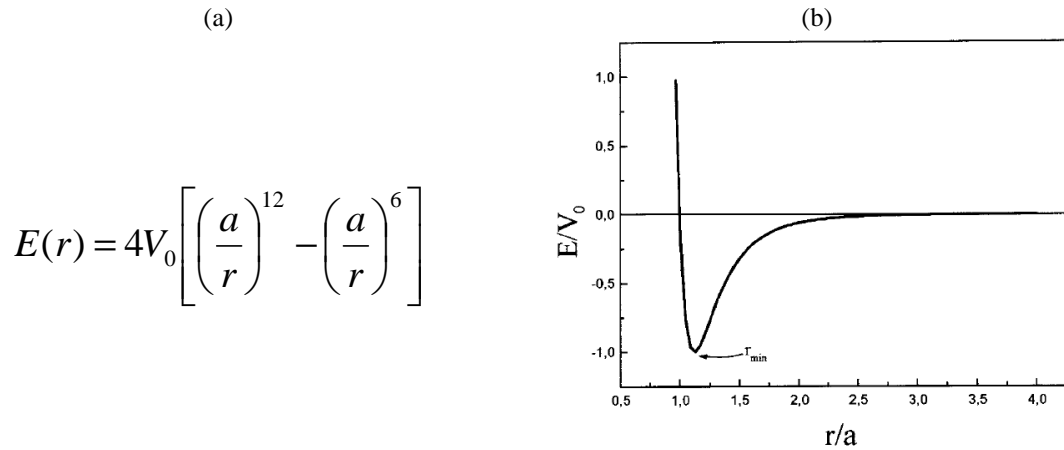 (a)
(b)
E(r) = 4V₀[(a/r)¹² − (a/r)⁶]
E/V₀
1,0
0,5
0,0
-0,5
-1,0
r_min
0,5 1,0 1,5 2,0 2,5 3,0 3,5 4,0
r/a